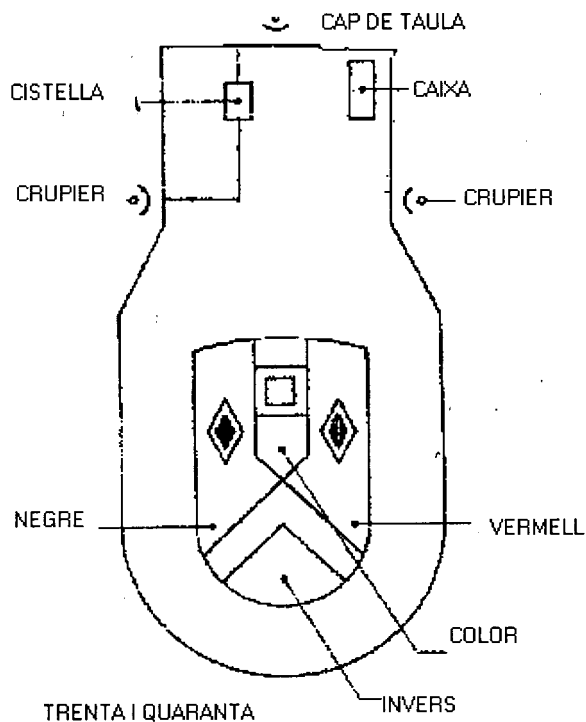 CAP DE TAULA
CISTELLA
CAIXA
CRUPIER
CRUPIER
NEGRE
VERMELL
COLOR
INVERS
TRENTA I QUARANTA